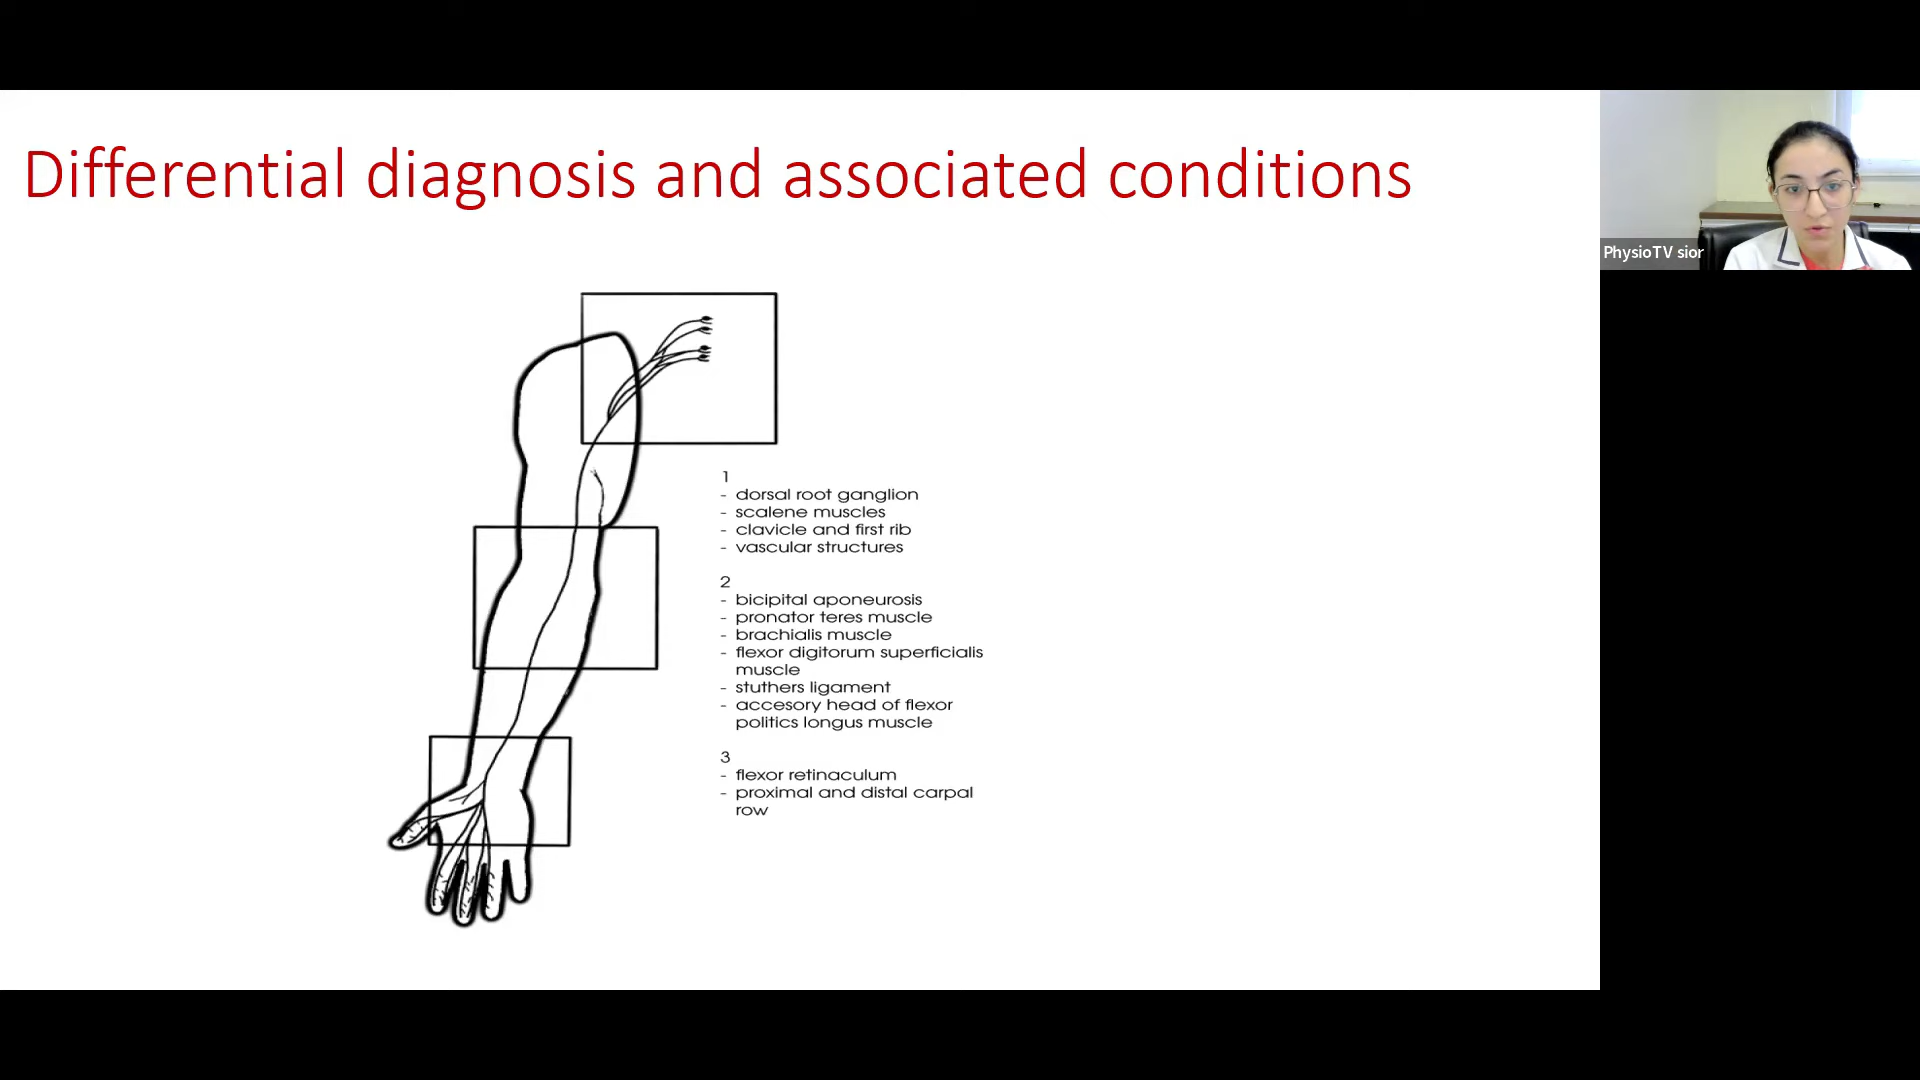 Differential diagnosis and associated conditions
PhysioTV sior
1
- dorsal root ganglion
- scalene muscles
- clavicle and first rib
- vascular structures
2
- bicipital aponeurosis
- pronator teres muscle
- brachialis muscle
- flexor digitorum superficialis
muscle
- stuthers ligament
- accesory head of flexor
politics longus muscle
3
- flexor retinaculum
- proximal and distal carpal
row